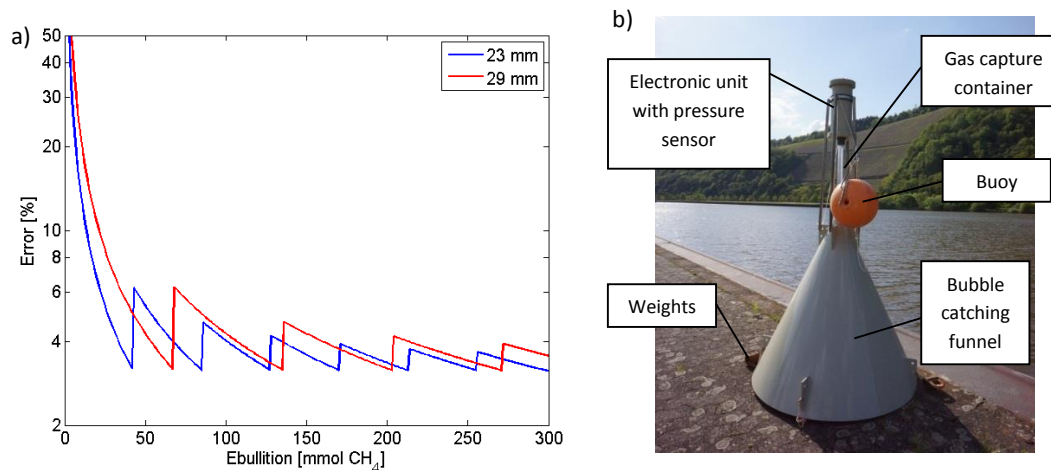 a)
50
40
30
20
10
8
6
4
2
Error [%]
0
50
100
150
200
250
300
Ebullition [mmol CH4]
23 mm
29 mm
b)
Electronic unit
with pressure
sensor
Gas capture
container
Buoy
Bubble
catching
funnel
Weights